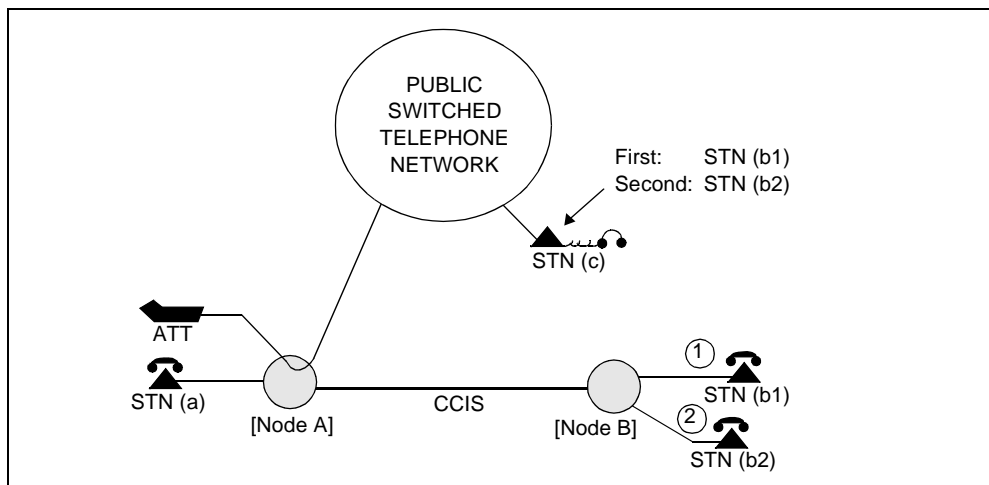 PUBLIC
SWITCHED
TELEPHONE
NETWORK
First: STN (b1)
Second: STN (b2)
STN (c)
ATT
STN (a)
[Node A]
CCIS
[Node B]
1
STN (b1)
2
STN (b2)